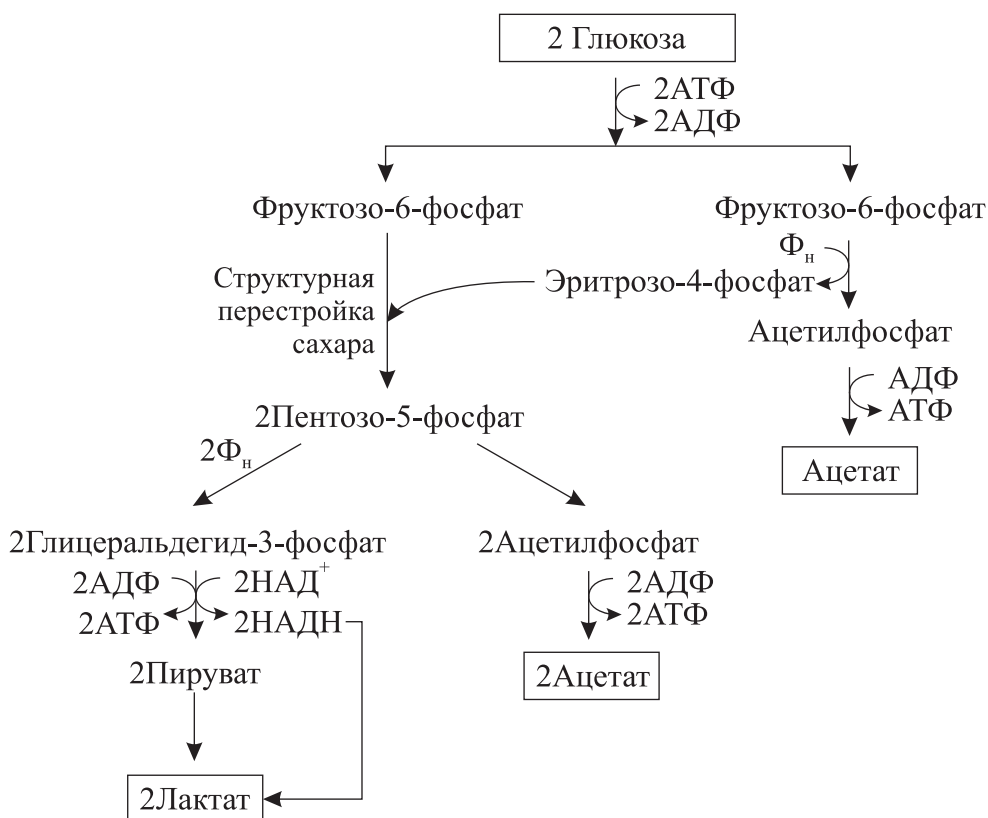 2 Глюкоза
2АТФ
2АДФ
Фруктозо-6-фосфат
Фруктозо-6-фосфат
Фн
Структурная
перестройка
сахара
Эритрозо-4-фосфат
Ацетилфосфат
АДФ
АТФ
Ацетат
2Пентозо-5-фосфат
2Фн
2Глицеральдегид-3-фосфат
2Ацетилфосфат
2АДФ
2АТФ
2НАД+
2НАДН
2АДФ
2АТФ
2Пируват
2Ацетат
2Лактат